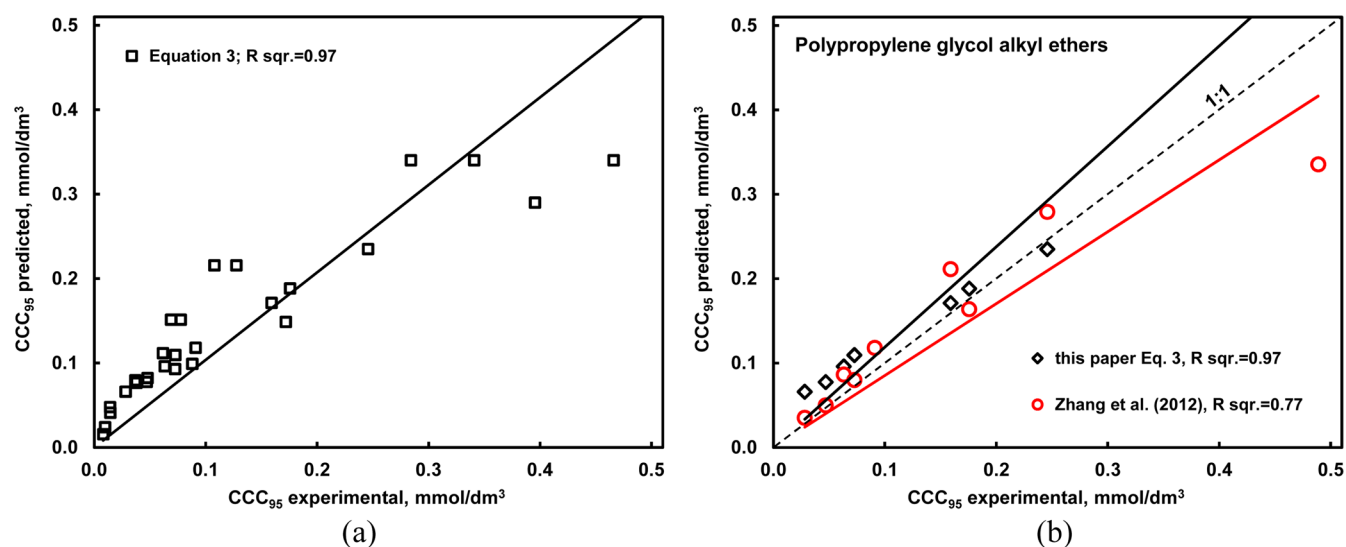 0.5
0.4
0.3
0.2
0.1
0.0
CCC₉₅ predicted, mmol/dm³
Equation 3; R sqr.=0.97
0.0 0.1 0.2 0.3 0.4 0.5
CCC₉₅ experimental, mmol/dm³
(a)
0.5
0.4
0.3
0.2
0.1
0.0
CCC₉₅ predicted, mmol/dm³
Polypropylene glycol alkyl ethers
1:1
this paper Eq. 3, R sqr.=0.97
Zhang et al. (2012), R sqr.=0.77
0.0 0.1 0.2 0.3 0.4 0.5
CCC₉₅ experimental, mmol/dm³
(b)